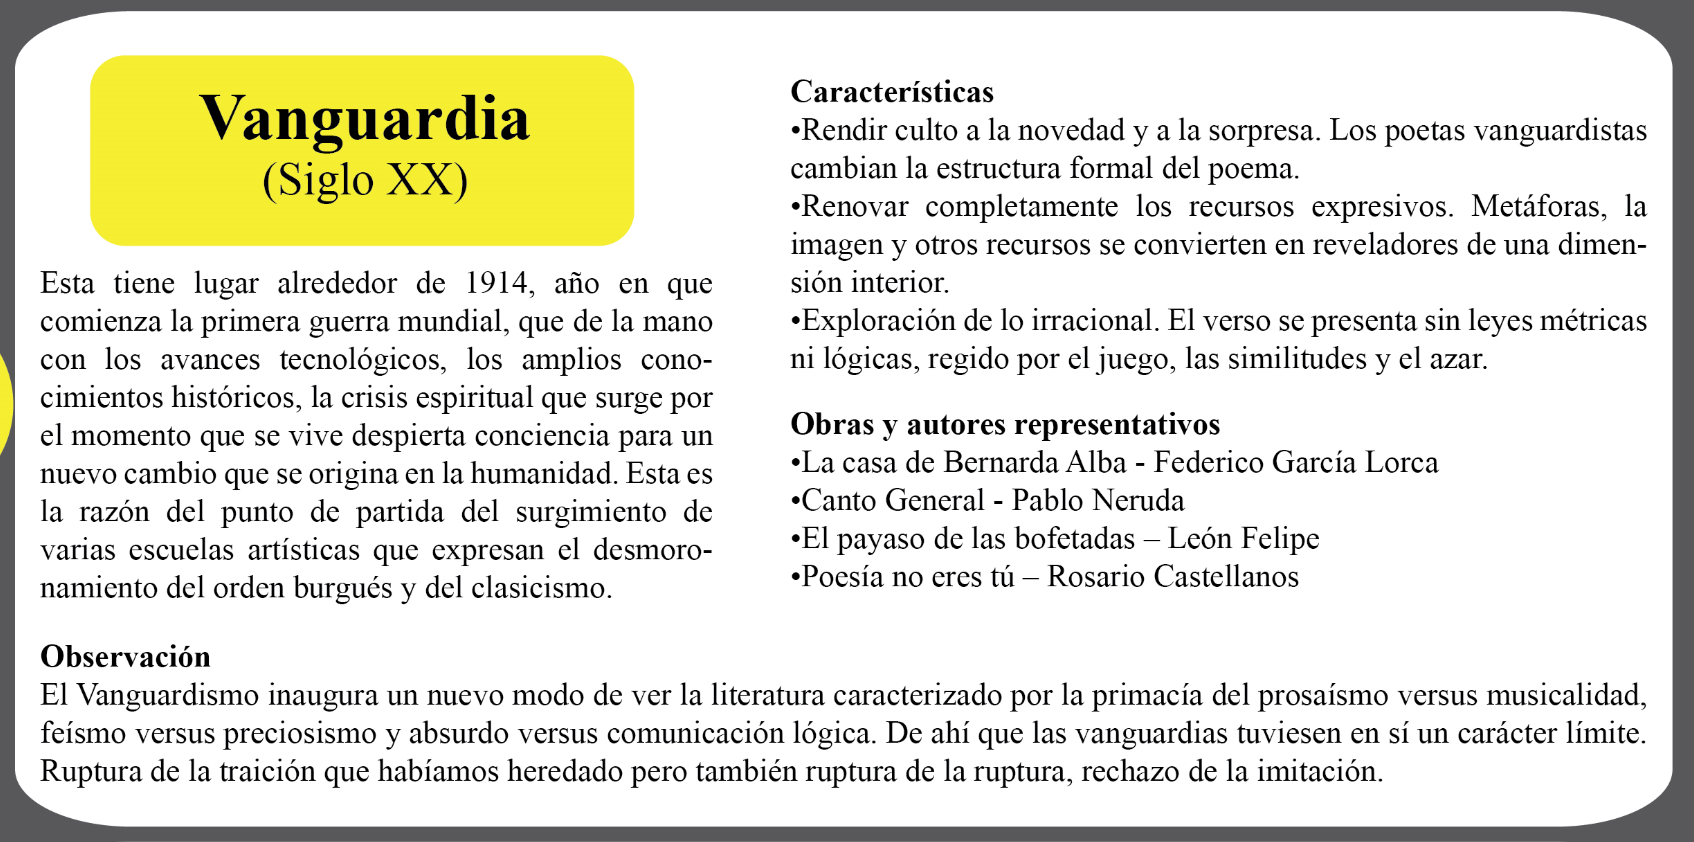 Vanguardia
(Siglo XX)
Esta tiene lugar alrededor de 1914, año en que
comienza la primera guerra mundial, que de la mano
con los avances tecnológicos, los amplios cono-
cimientos históricos, la crisis espiritual que surge por
el momento que se vive despierta conciencia para un
nuevo cambio que se origina en la humanidad. Esta es
la razón del punto de partida del surgimiento de
varias escuelas artísticas que expresan el desmoro-
namiento del orden burgués y del clasicismo.
Características
•Rendir culto a la novedad y a la sorpresa. Los poetas vanguardistas
cambian la estructura formal del poema.
•Renovar completamente los recursos expresivos. Metáforas, la
imagen y otros recursos se convierten en reveladores de una dimen-
sión interior.
•Exploración de lo irracional. El verso se presenta sin leyes métricas
ni lógicas, regido por el juego, las similitudes y el azar.
Obras y autores representativos
•La casa de Bernarda Alba - Federico García Lorca
•Canto General - Pablo Neruda
•El payaso de las bofetadas – León Felipe
•Poesía no eres tú – Rosario Castellanos
Observación
El Vanguardismo inaugura un nuevo modo de ver la literatura caracterizado por la primacía del prosaísmo versus musicalidad,
feísmo versus preciosismo y absurdo versus comunicación lógica. De ahí que las vanguardias tuviesen en sí un carácter límite.
Ruptura de la traición que habíamos heredado pero también ruptura de la ruptura, rechazo de la imitación.